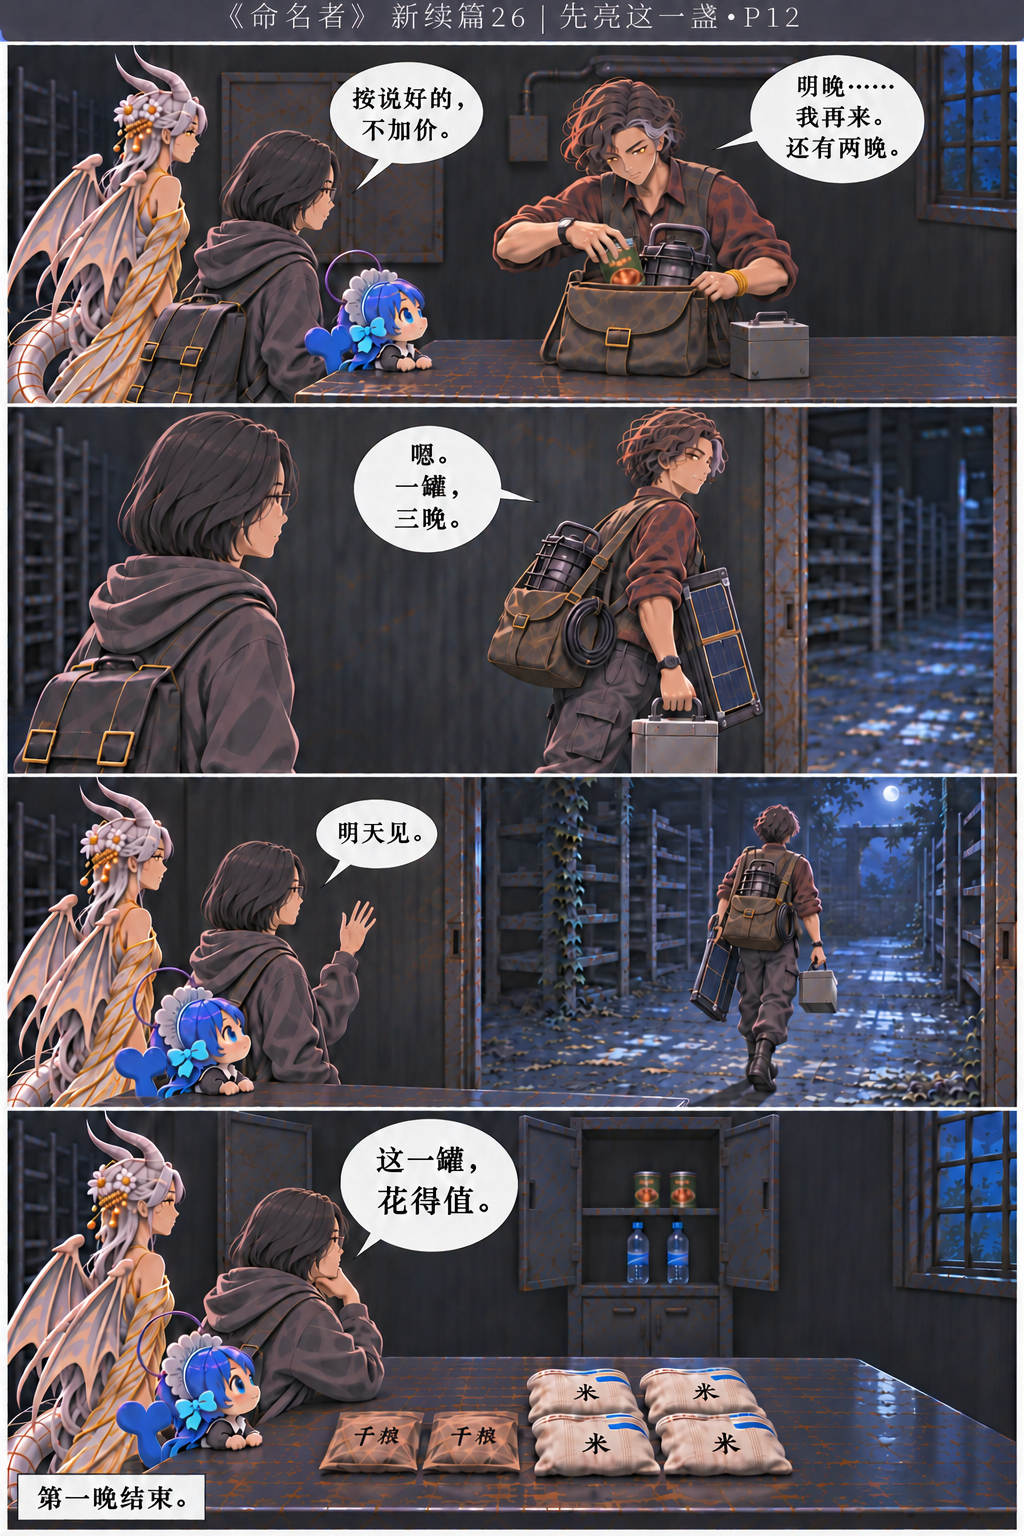 《命名者》 新续篇26 | 先亮这一盏•P12
按说好的，
不加价。
明晚……
我再来。
还有两晚。
嗯。
一罐，
三晚。
明天见。
这一罐，
花得值。
干粮
干粮
米
米
米
米
第一晚结束。